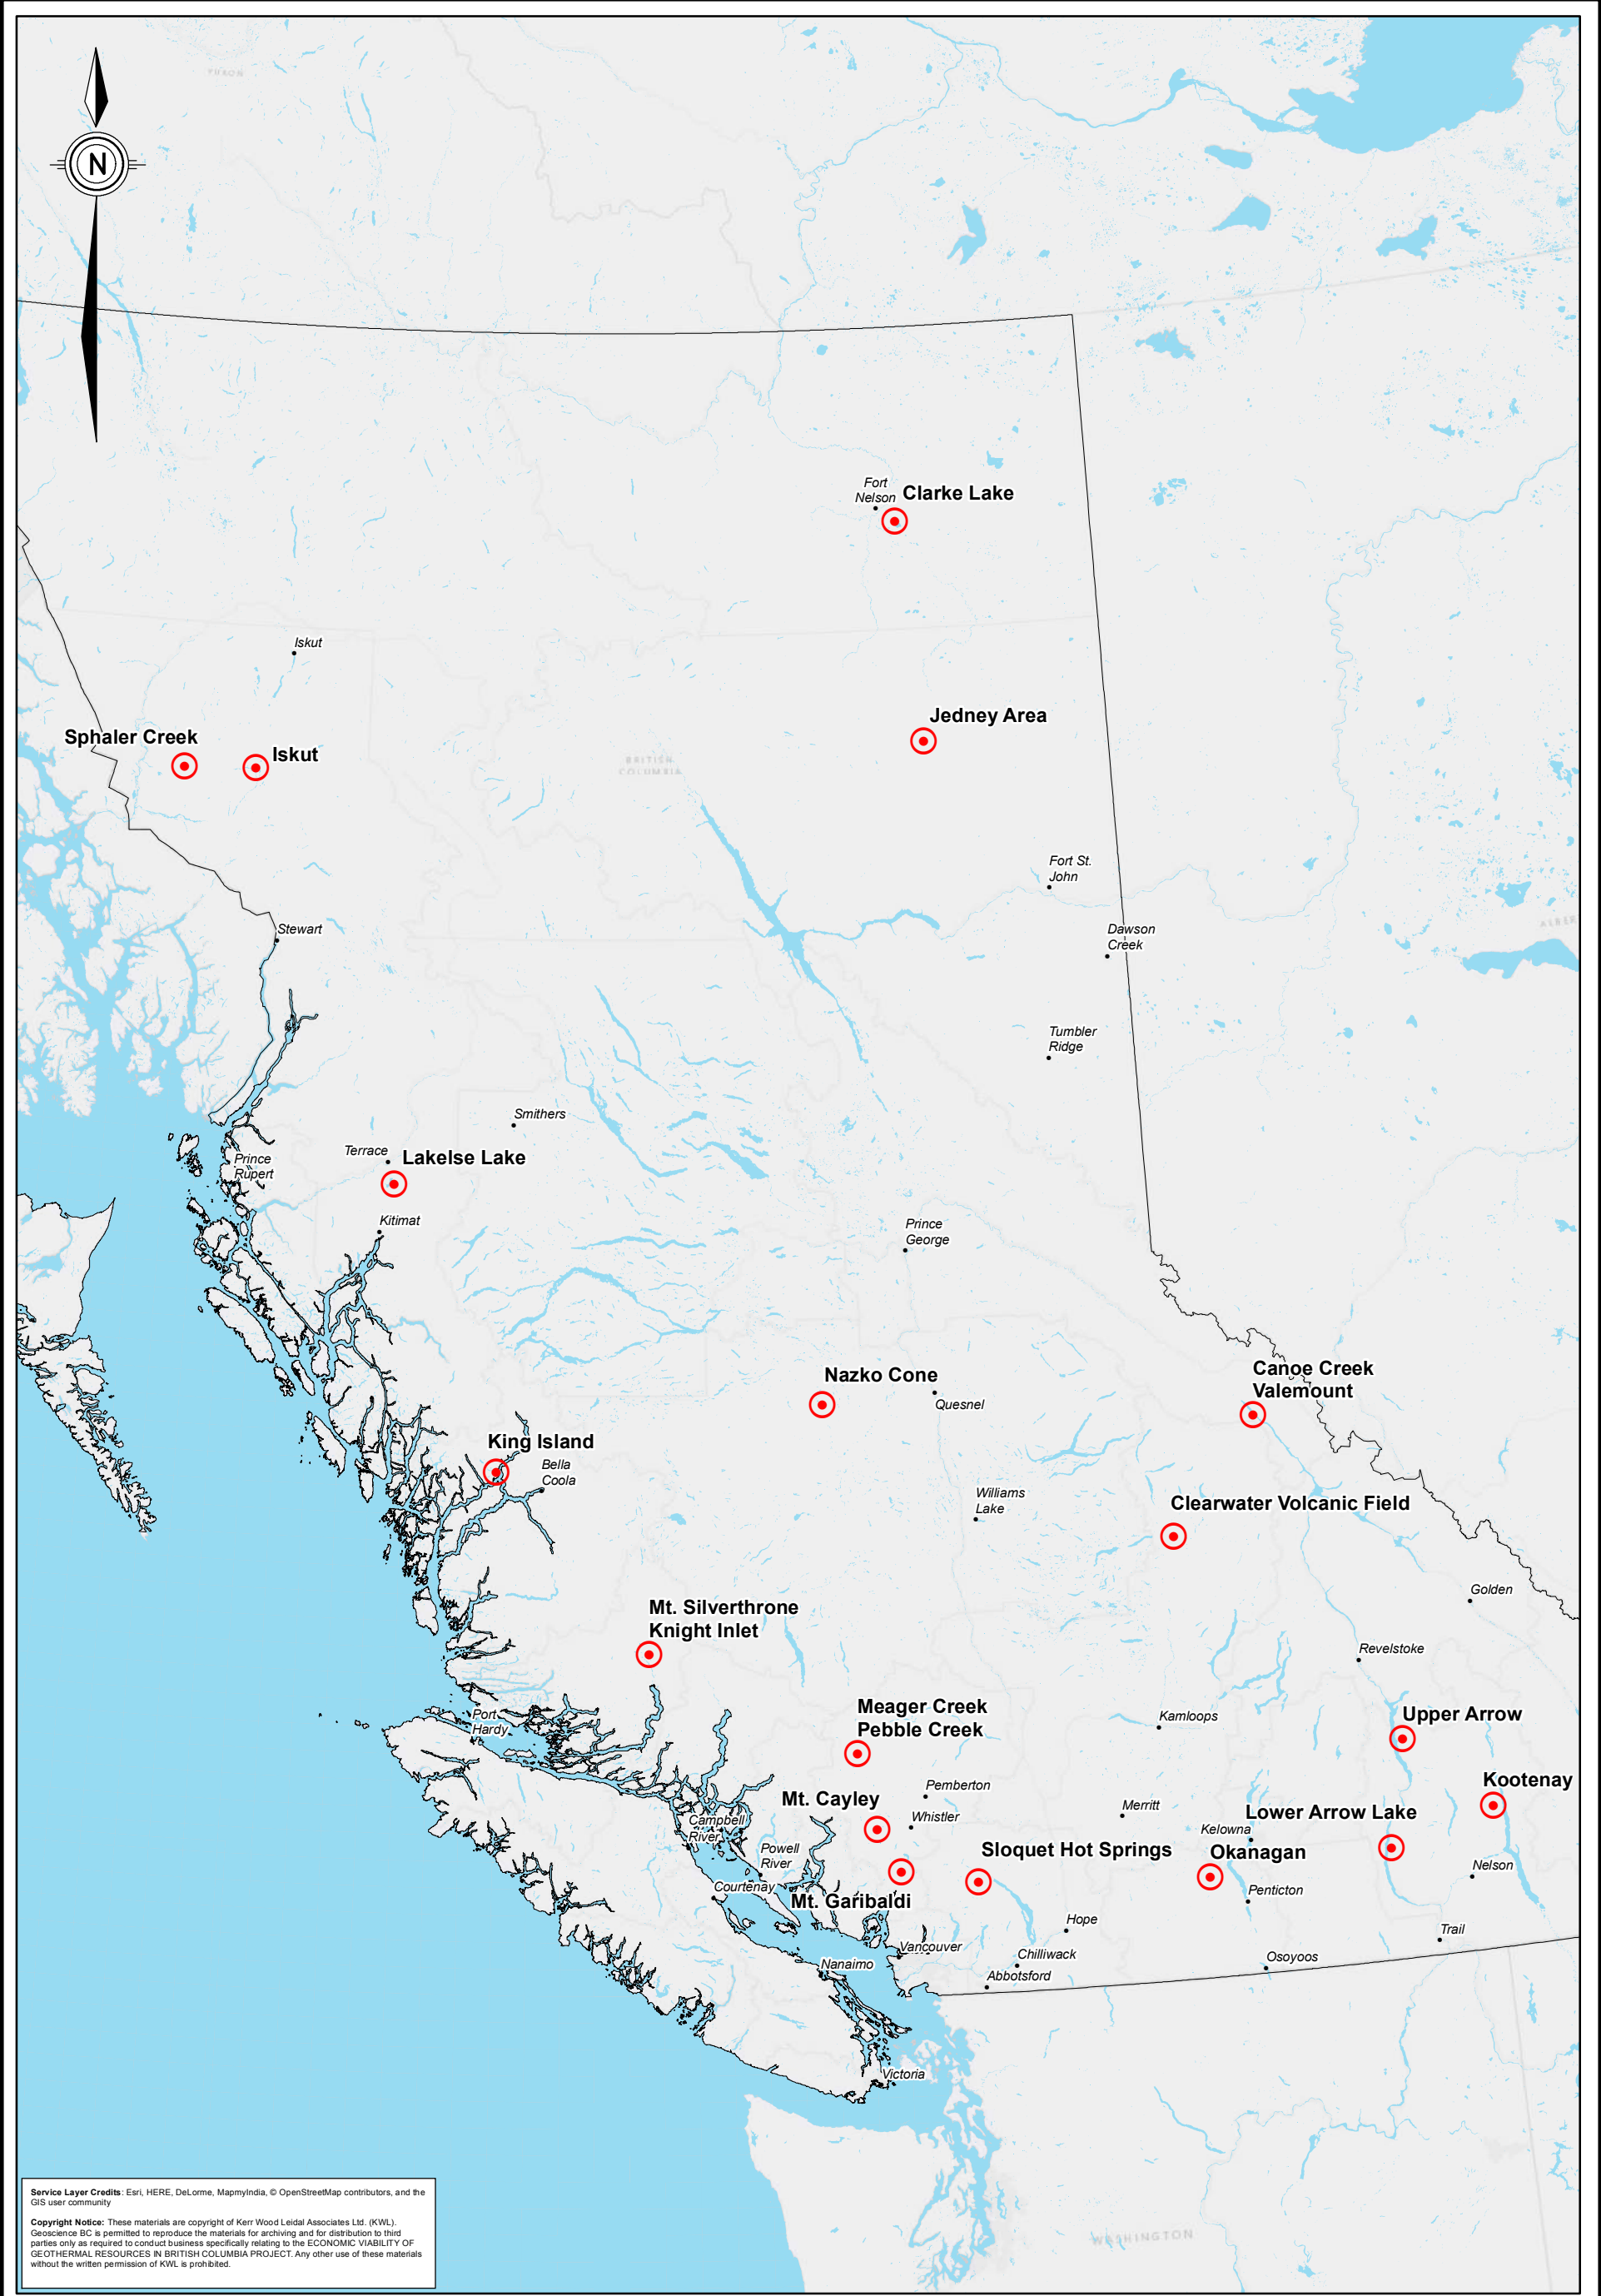 YUKON
N
Fort
Nelson
Clarke Lake
Iskut
Jedney Area
Sphaler Creek
Iskut
BRITISH
COLUMBIA
Fort St.
John
Stewart
Dawson
Creek
ALBER
Tumbler
Ridge
Smithers
Terrace
Lakelse Lake
Prince
Rupert
Kitimat
Prince
George
Nazko Cone
Quesnel
Canoe Creek
Valemount
King Island
Bella
Coola
Williams
Lake
Clearwater Volcanic Field
Golden
Mt. Silverthrone
Knight Inlet
Revelstoke
Meager Creek
Pebble Creek
Port
Hardy
Kamloops
Upper Arrow
Kootenay
Pemberton
Mt. Cayley
Whistler
Merritt
Lower Arrow Lake
Campbell
River
Kelowna
Powell
River
Sloquet Hot Springs
Okanagan
Nelson
Courtenay
Mt. Garibaldi
Penticton
Hope
Trail
Vancouver
Chilliwack
Osoyoos
Nanaimo
Abbotsford
Victoria
WASHINGTON
Service Layer Credits: Esri, HERE, DeLorme, MapmyIndia, © OpenStreetMap contributors, and the
GIS user community
Copyright Notice: These materials are copyright of Kerr Wood Leidal Associates Ltd. (KWL).
Geoscience BC is permitted to reproduce the materials for archiving and for distribution to third
parties only as required to conduct business specifically relating to the ECONOMIC VIABILITY OF
GEOTHERMAL RESOURCES IN BRITISH COLUMBIA PROJECT. Any other use of these materials
without the written permission of KWL is prohibited.